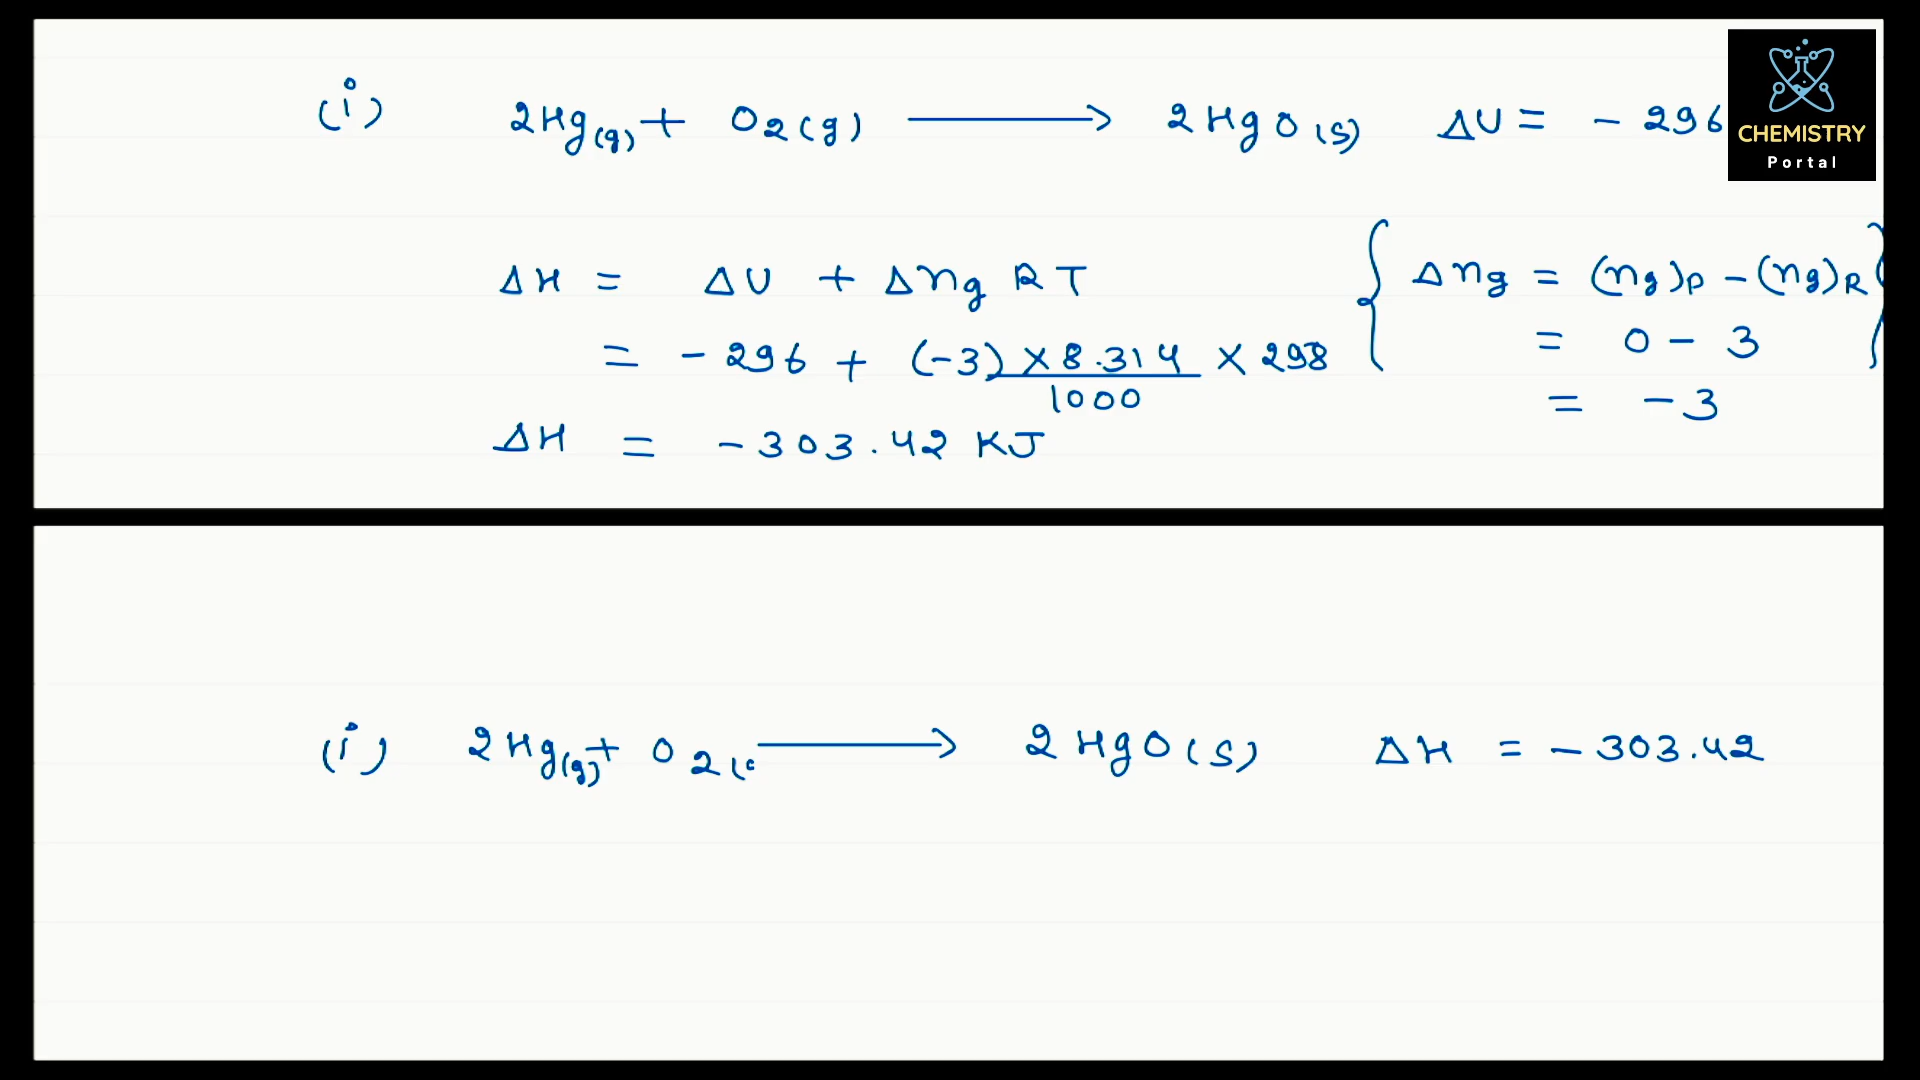 (i) 2Hg(g) + O2(g) ⟶ 2HgO(s) ΔU = - 296
CHEMISTRY
Portal
ΔH = ΔU + Δng RT
= - 296 + (-3) × 8.314 / 1000 × 298
ΔH = - 303.42 KJ
{ Δng = (ng)P - (ng)R }
= 0 - 3
= - 3
(i) 2Hg(g) + O2( ⟶ 2HgO(s) ΔH = - 303.42